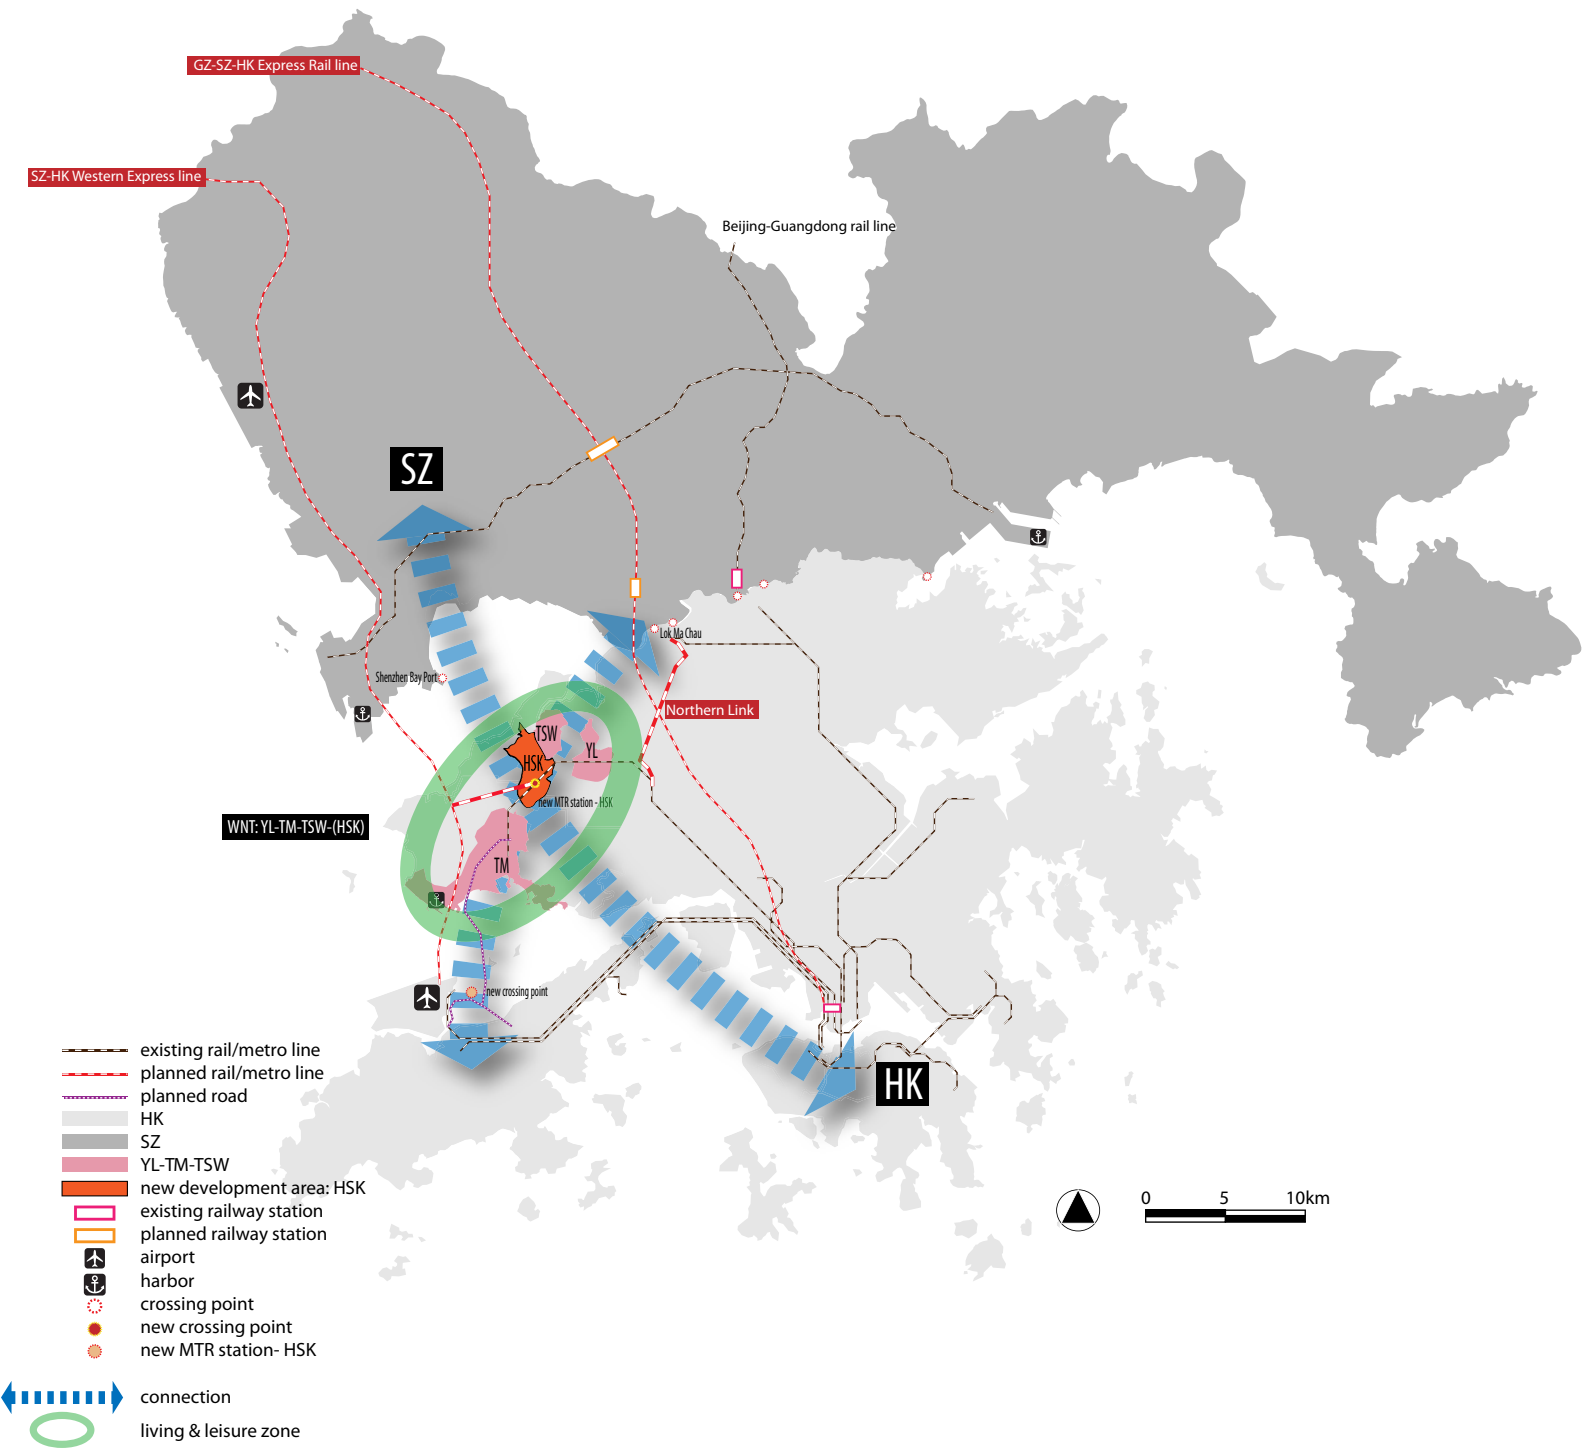 GZ-SZ-HK Express Rail line
SZ-HK Western Express line
Beijing-Guangdong rail line
SZ
Lok Ma Chau
Shenzhen Bay Port
Northern Link
TSW
YL
HSK
new MTR station - HSK
WNT: YL-TM-TSW-(HSK)
TM
new crossing point
HK
existing rail/metro line
planned rail/metro line
planned road
HK
SZ
YL-TM-TSW
new development area: HSK
existing railway station
planned railway station
airport
harbor
crossing point
new crossing point
new MTR station- HSK
connection
living & leisure zone
0 5 10km